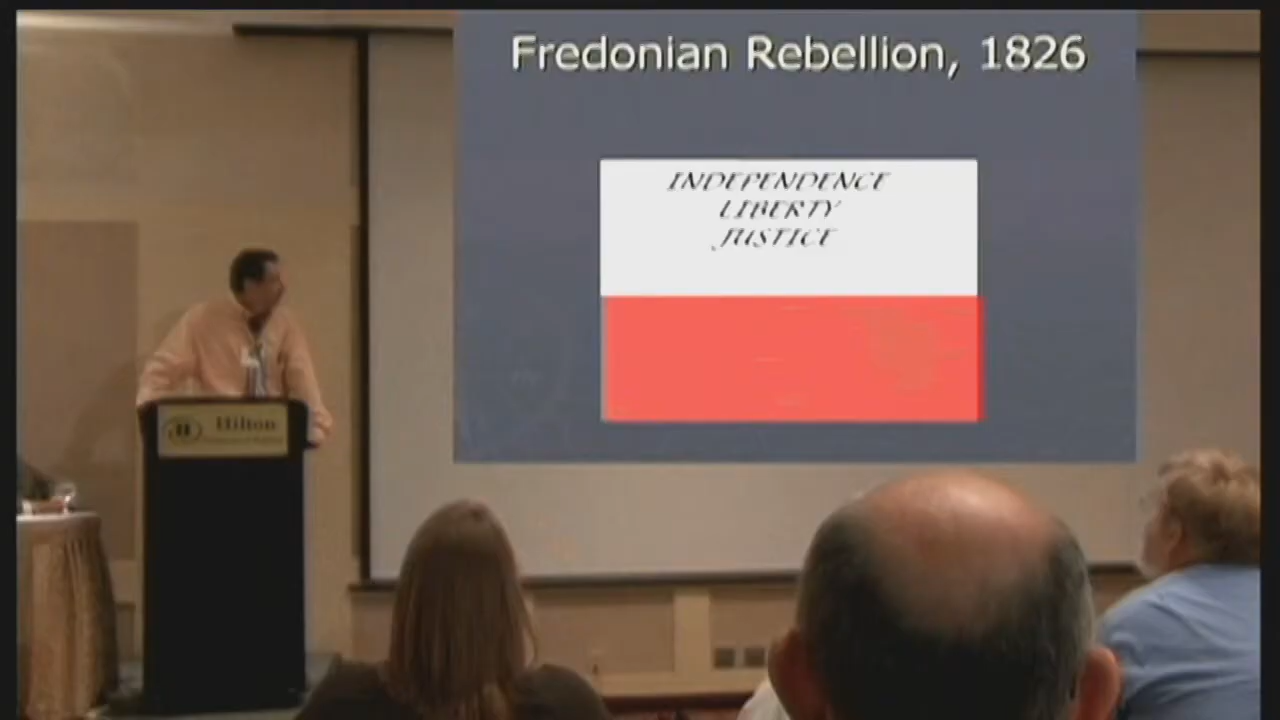 Fredonian Rebellion, 1826
INDEPENDENCE
LIBERTY
JUSTICE
Hilton